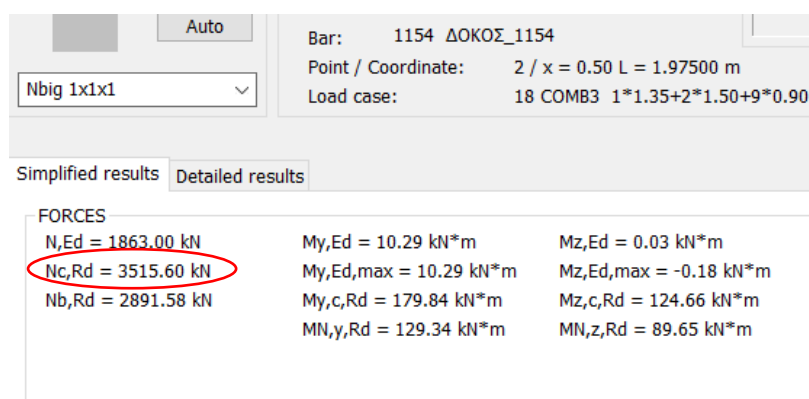 Auto
Nbig 1x1x1
Bar: 1154 ΔΟΚΟΣ_1154
Point / Coordinate: 2 / x = 0.50 L = 1.97500 m
Load case: 18 COMB3 1*1.35+2*1.50+9*0.90
Simplified results Detailed results
FORCES
N,Ed = 1863.00 kN My,Ed = 10.29 kN*m Mz,Ed = 0.03 kN*m
Nc,Rd = 3515.60 kN My,Ed,max = 10.29 kN*m Mz,Ed,max = -0.18 kN*m
Nb,Rd = 2891.58 kN My,c,Rd = 179.84 kN*m Mz,c,Rd = 124.66 kN*m
MN,y,Rd = 129.34 kN*m MN,z,Rd = 89.65 kN*m